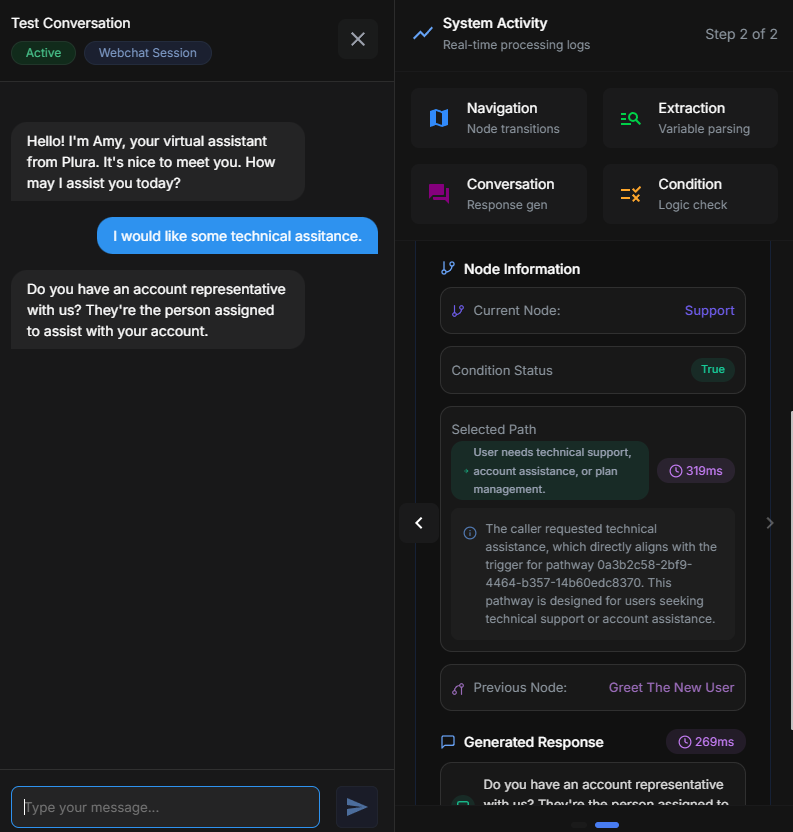 Test Conversation
Active
Webchat Session
Hello! I'm Amy, your virtual assistant
from Plura. It's nice to meet you. How
may I assist you today?
I would like some technical assitance.
Do you have an account representative
with us? They're the person assigned
to assist with your account.
Type your message...
System Activity
Real-time processing logs
Step 2 of 2
Navigation
Node transitions
Extraction
Variable parsing
Conversation
Response gen
Condition
Logic check
Node Information
Current Node:
Support
Condition Status
True
Selected Path
User needs technical support,
account assistance, or plan
management.
319ms
The caller requested technical
assistance, which directly aligns with the
trigger for pathway 0a3b2c58-2bf9-
4464-b357-14b60edc8370. This
pathway is designed for users seeking
technical support or account assistance.
Previous Node:
Greet The New User
Generated Response
269ms
Do you have an account representative
with us? They're the person assigned to